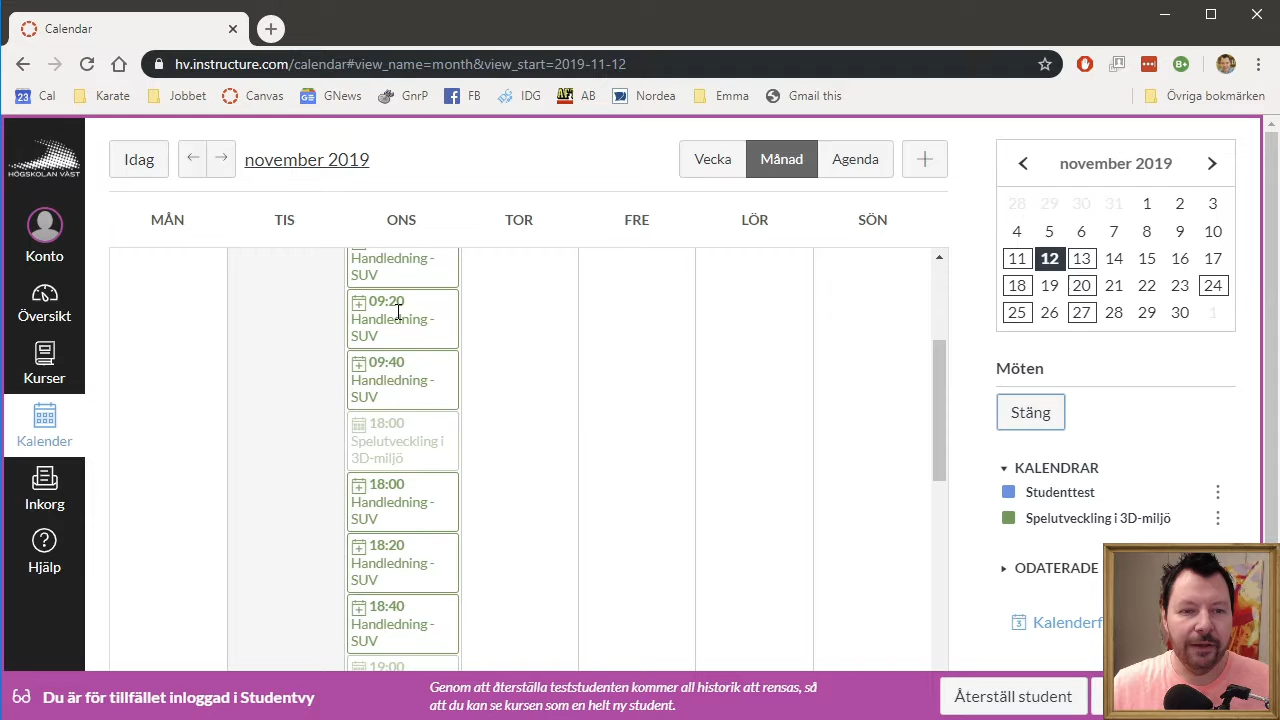 Calendar
hv.instructure.com/calendar#view_name=month&view_start=2019-11-12
23 Cal Karate Jobbet Canvas GNews GnrP FB IDG AB Nordea Emma Gmail this Övriga bokmärken
HÖGSKOLAN VÄST
Konto
Översikt
Kurser
Kalender
Inkorg
Hjälp
Idag november 2019 Vecka Månad Agenda
MÅN TIS ONS TOR FRE LÖR SÖN
Handledning -
SUV
09:20
Handledning -
SUV
09:40
Handledning -
SUV
18:00
Spelutveckling i
3D-miljö
18:00
Handledning -
SUV
18:20
Handledning -
SUV
18:40
Handledning -
SUV
19:00
november 2019
28 29 30 31 1 2 3
4 5 6 7 8 9 10
11 12 13 14 15 16 17
18 19 20 21 22 23 24
25 26 27 28 29 30 1
Möten
Stäng
KALENDRAR
Studenttest
Spelutveckling i 3D-miljö
ODATERADE
3 Kalenderf
Du är för tillfället inloggad i Studentvy
Genom att återställa teststudenten kommer all historik att rensas, så
att du kan se kursen som en helt ny student.
Återställ student